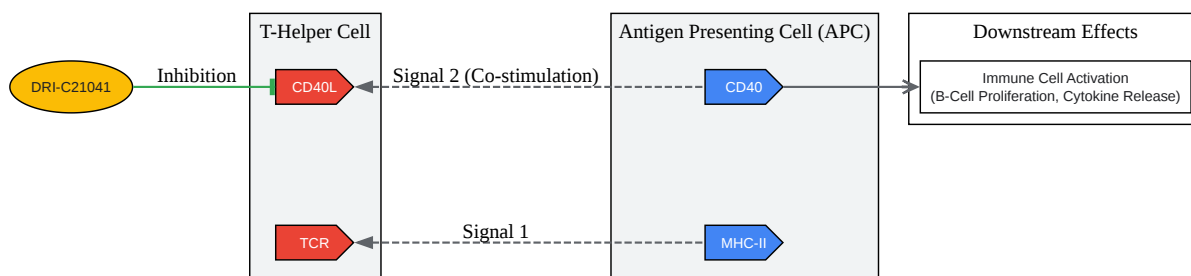 T-Helper Cell
Antigen Presenting Cell (APC)
Downstream Effects
DRI-C21041
Inhibition
CD40L
Signal 2 (Co-stimulation)
CD40
Immune Cell Activation
(B-Cell Proliferation, Cytokine Release)
TCR
Signal 1
MHC-II